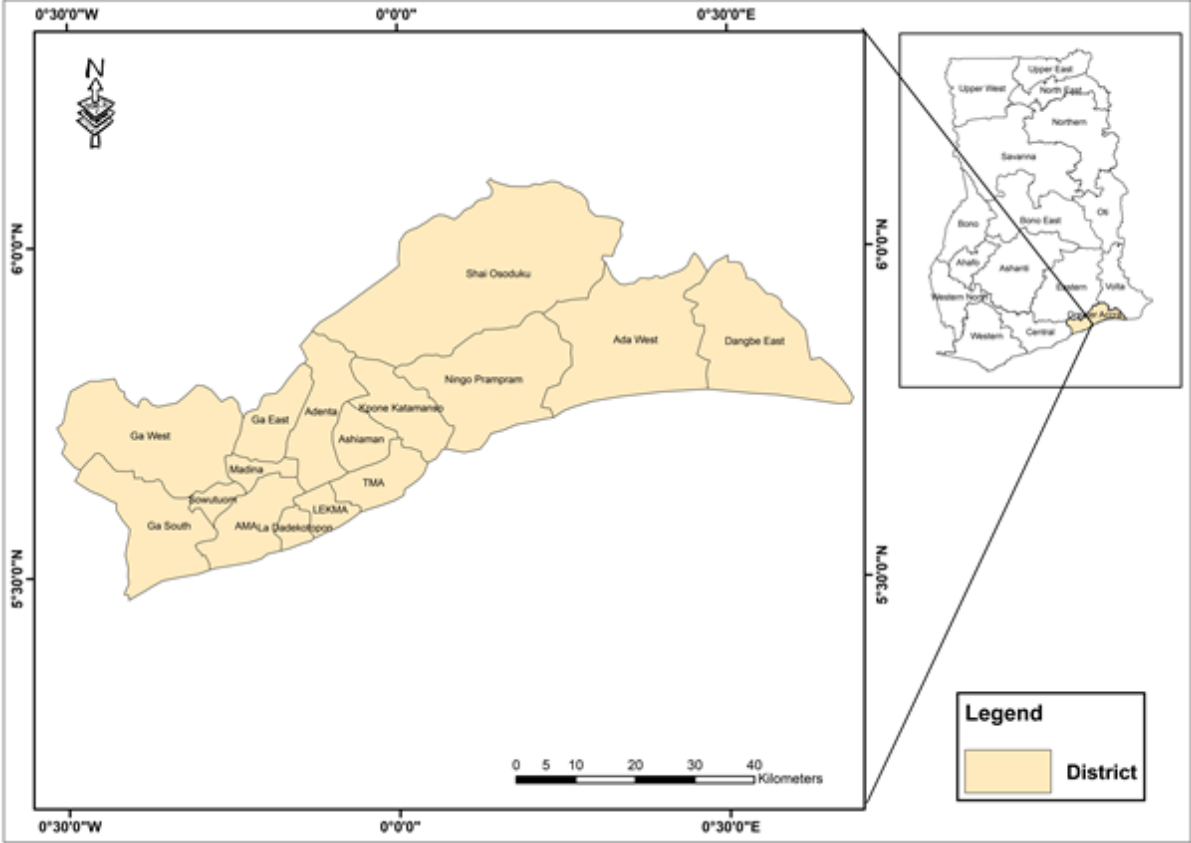 0°30'0"W 0°0'0" 0°30'0"E
N
6°0'0"N
6°0'0"N
5°30'0"N
5°30'0"N
Shai Osoduku
Ada West
Dangbe East
Ningo Prampram
Kpone Katamanso
Adenta
Ga East
Ashiaman
Ga West
Madina
TMA
Sowutuom
LEKMA
Ga South
AMA
La Dadekotopon
0 5 10 20 30 40
Kilometers
0°30'0"W 0°0'0" 0°30'0"E
Upper East
Upper West
North East
Northern
Savanna
Oti
Bono
Bono East
Ahafo
Ashanti
Eastern
Volta
Western North
Greater Accra
Western
Central
Legend
District